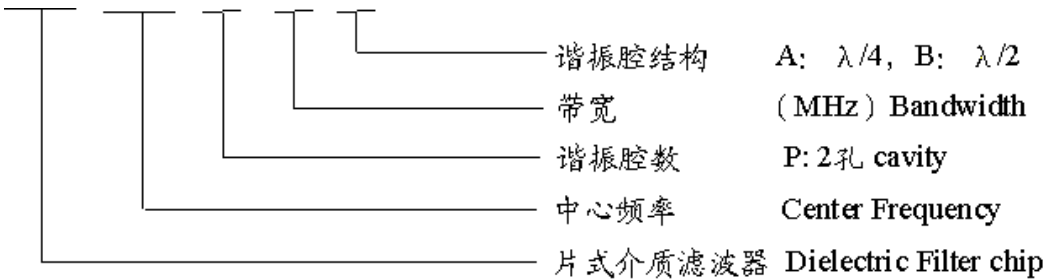 谐振腔结构 A: λ/4, B: λ/2
带宽 (MHz) Bandwidth
谐振腔数 P: 2孔 cavity
中心频率 Center Frequency
片式介质滤波器 Dielectric Filter chip